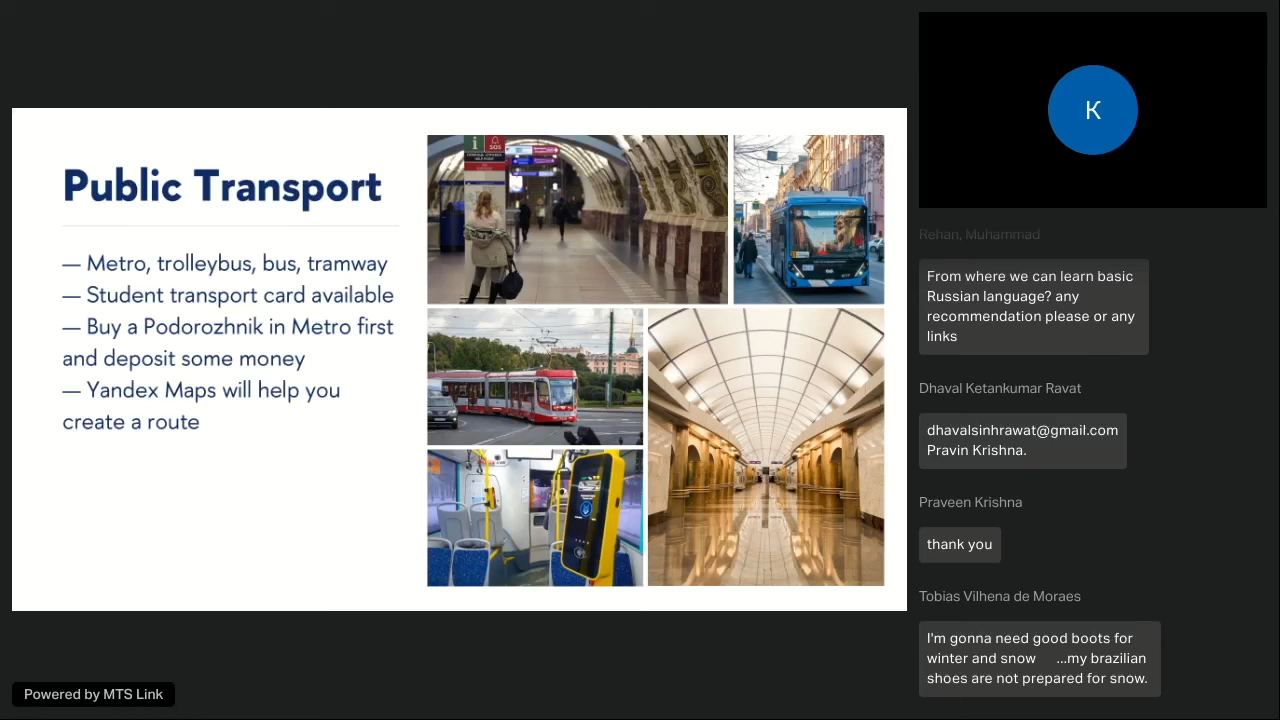 Public Transport
— Metro, trolleybus, bus, tramway
— Student transport card available
— Buy a Podorozhnik in Metro first
and deposit some money
— Yandex Maps will help you
create a route
i
SOS
K
Rehan, Muhammad
From where we can learn basic
Russian language? any
recommendation please or any
links
Dhaval Ketankumar Ravat
dhavalsinhrawat@gmail.com
Pravin Krishna.
Praveen Krishna
thank you
Tobias Vilhena de Moraes
I'm gonna need good boots for
winter and snow ...my brazilian
shoes are not prepared for snow.
Powered by MTS Link